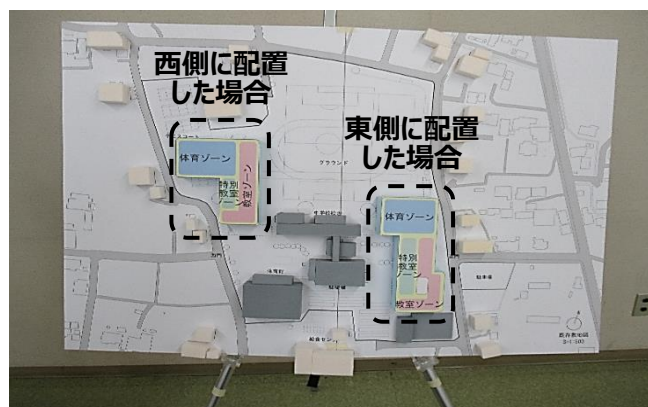 西側に配置
した場合
東側に配置
した場合
体育ゾーン
特別
教室
ゾーン
教室ゾーン
グラウンド
体育ゾーン
特別
教室
ゾーン
教室ゾーン
駐車場